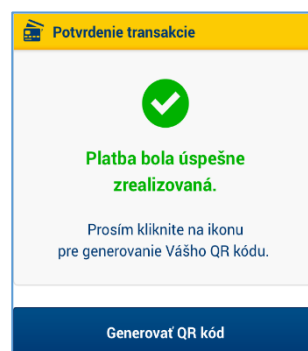 Potvrdenie transakcie
Platba bola úspešne
zrealizovaná.
Prosím kliknite na ikonu
pre generovanie Vášho QR kódu.
Generovať QR kód